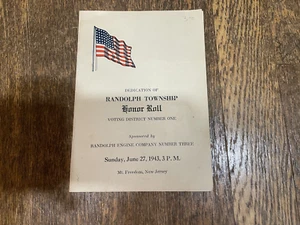 DEDICATION OF
RANDOLPH TOWNSHIP
Honor Roll
VOTING DISTRICT NUMBER ONE
Sponsored by
RANDOLPH ENGINE COMPANY NUMBER THREE
Sunday, June 27, 1943, 3 P. M.
Mt. Freedom, New Jersey